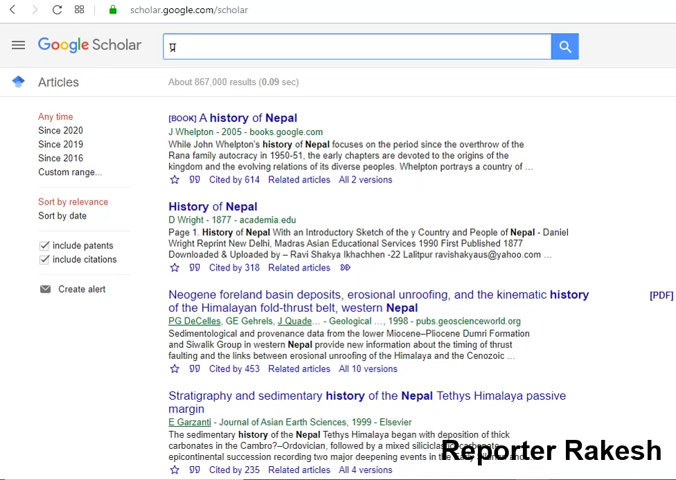 scholar.google.com/scholar
Google Scholar
प्र
Articles
About 867,000 results (0.09 sec)
Any time
Since 2020
Since 2019
Since 2016
Custom range...
Sort by relevance
Sort by date
include patents
include citations
Create alert
[BOOK] A history of Nepal
J Whelpton - 2005 - books.google.com
While John Whelpton's history of Nepal focuses on the period since the overthrow of the
Rana family autocracy in 1950-51, the early chapters are devoted to the origins of the
kingdom and the evolving relations of its diverse peoples. Whelpton portrays a country of ...
Cited by 614 Related articles All 2 versions
History of Nepal
D Wright - 1877 - academia.edu
Page 1. History of Nepal With an Introductory Sketch of the y Country and People of Nepal - Daniel
Wright Reprint New Delhi, Madras Asian Educational Services 1990 First Published 1877
Downloaded & Uploaded by – Ravi Shakya Ikhachhen -22 Lalitpur ravishakyaus@yahoo.com ...
Cited by 318 Related articles
Neogene foreland basin deposits, erosional unroofing, and the kinematic history
of the Himalayan fold-thrust belt, western Nepal
[PDF]
PG DeCelles, GE Gehrels, J Quade... - Geological ..., 1998 - pubs.geoscienceworld.org
Sedimentological and provenance data from the lower Miocene–Pliocene Dumri Formation
and Siwalik Group in western Nepal provide new information about the timing of thrust
faulting and the links between erosional unroofing of the Himalaya and the Cenozoic ...
Cited by 453 Related articles All 10 versions
Stratigraphy and sedimentary history of the Nepal Tethys Himalaya passive
margin
E Garzanti - Journal of Asian Earth Sciences, 1999 - Elsevier
The sedimentary history of the Nepal Tethys Himalaya began with deposition of thick
carbonates in the Cambro?–Ordovician, followed by a mixed siliciclastic-carbonate
epicontinental succession recording two major deepening events in the
Cited by 235 Related articles All 4 versions
Reporter Rakesh